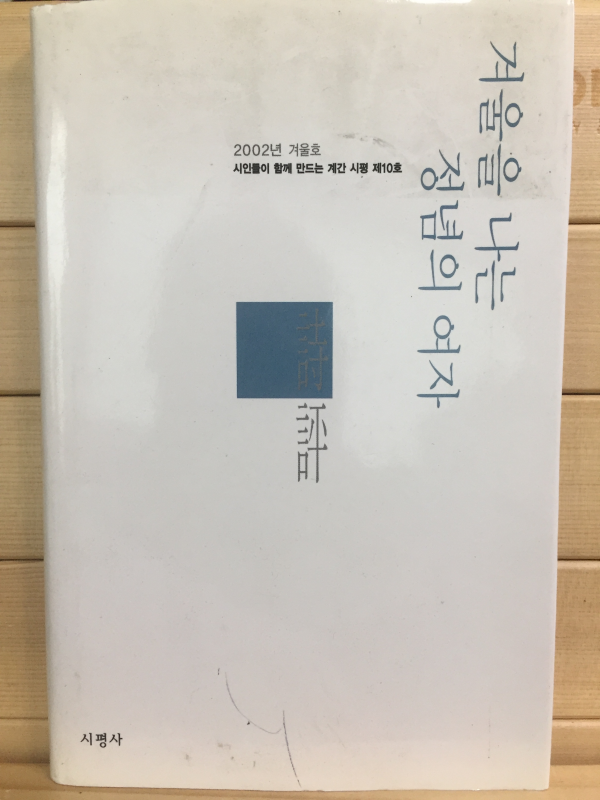 겨울을 나는
정념의 여자
2002년 겨울호
시인들이 함께 만드는 계간 시평 제10호
시평사